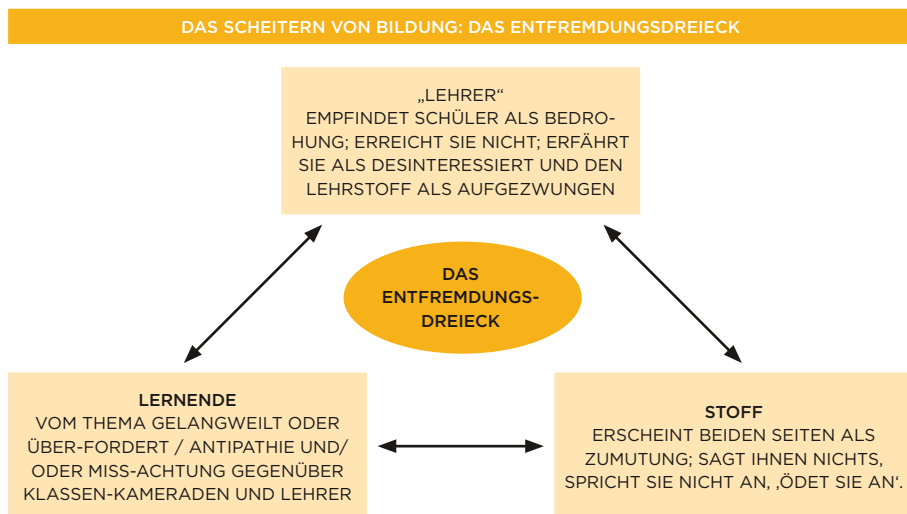 DAS SCHEITERN VON BILDUNG: DAS ENTFREMDUNGSDREIECK
„LEHRER“
EMPFINDET SCHÜLER ALS BEDRO-
HUNG; ERREICHT SIE NICHT; ERFÄHRT
SIE ALS DESINTERESSIERT UND DEN
LEHRSTOFF ALS AUFGEZWUNGEN
DAS
ENTFREMDUNGS-
DREIECK
LERNENDE
VOM THEMA GELANGWEILT ODER
ÜBER-FORDERT / ANTIPATHIE UND/
ODER MISS-ACHTUNG GEGENÜBER
KLASSEN-KAMERADEN UND LEHRER
STOFF
ERSCHEINT BEIDEN SEITEN ALS
ZUMUTUNG; SAGT IHNEN NICHTS,
SPRICHT SIE NICHT AN, ‚ÖDET SIE AN‘.